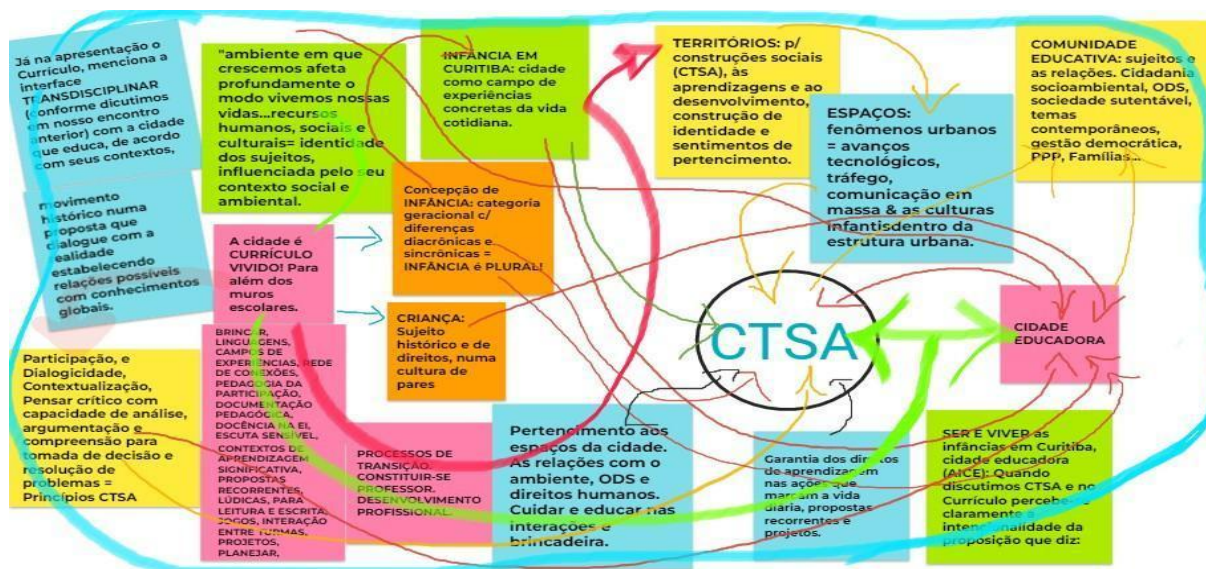 Já na apresentação o
Currículo, menciona a
interface
TRANSDISCIPLINAR
(conforme dicutimos
em nosso encontro
anterior) com a cidade
que educa, de acordo
com seus contextos,
movimento
histórico numa
proposta que
dialogue com a
ealidade
estabelecendo
relações possíveis
com conhecimentos
globais.
"ambiente em que
crescemos afeta
profundamente o
modo vivemos nossas
vidas...recursos
humanos, sociais e
culturais= identidade
dos sujeitos,
influenciada pelo seu
contexto social e
ambiental.
INFÂNCIA EM
CURITIBA: cidade
como campo de
experiências
concretas da vida
cotidiana.
TERRITÓRIOS: p/
construções sociais
(CTSA), às
aprendizagens e ao
desenvolvimento,
construção de
identidade e
sentimentos de
pertencimento.
ESPAÇOS:
fenômenos urbanos
= avanços
tecnológicos,
tráfego,
comunicação em
massa & as culturas
infantisdentro da
estrutura urbana.
COMUNIDADE
EDUCATIVA: sujeitos e
as relações. Cidadania
socioambiental, ODS,
sociedade sutentável,
temas
contemporâneos,
gestão democrática,
PPP, Famílias...
A cidade é
CURRÍCULO
VIVIDO! Para
além dos
muros
escolares.
Concepção de
INFÂNCIA: categoria
geracional c/
diferenças
diacrônicas e
sincrônicas =
INFÂNCIA é PLURAL!
CRIANÇA:
Sujeito
histórico e de
direitos, numa
cultura de
pares
CTSA
CIDADE
EDUCADORA
Participação, e
Dialogicidade,
Contextualização,
Pensar crítico com
capacidade de análise,
argumentação e
compreensão para
tomada de decisão e
resolução de
problemas =
Princípios CTSA
BRINCAR,
LINGUAGENS,
CAMPOS DE
EXPERIÊNCIAS, REDE
DE CONEXÕES,
PEDAGOGIA DA
PARTICIPAÇÃO,
DOCUMENTAÇÃO
PEDAGÓGICA,
DOCÊNCIA NA EI,
ESCUTA SENSÍVEL,
CONTEXTOS DE
APRENDIZAGEM
SIGNIFICATIVA,
PROPOSTAS
RECORRENTES,
LÚDICAS, PARA
LEITURA E ESCRITA,
JOGOS, INTERAÇÃO
ENTRE TURMAS,
PROJETOS,
PLANEJAR,
PROCESSOS DE
TRANSIÇÃO.
CONSTITUIR-SE
PROFESSOR.
DESENVOLVIMENTO
PROFISSIONAL.
Pertencimento aos
espaços da cidade.
As relações com o
ambiente, ODS e
direitos humanos.
Cuidar e educar nas
interações e
brincadeira.
Garantia dos direitos
de aprendizagem
nas ações que
marcam a vida
diária, propostas
recorrentes e
projetos.
SER E VIVER as
infâncias em Curitiba,
cidade educadora
(AICE): Quando
discutimos CTSA e no
Currículo percebe-se
claramente a
intencionalidade da
proposição que diz: